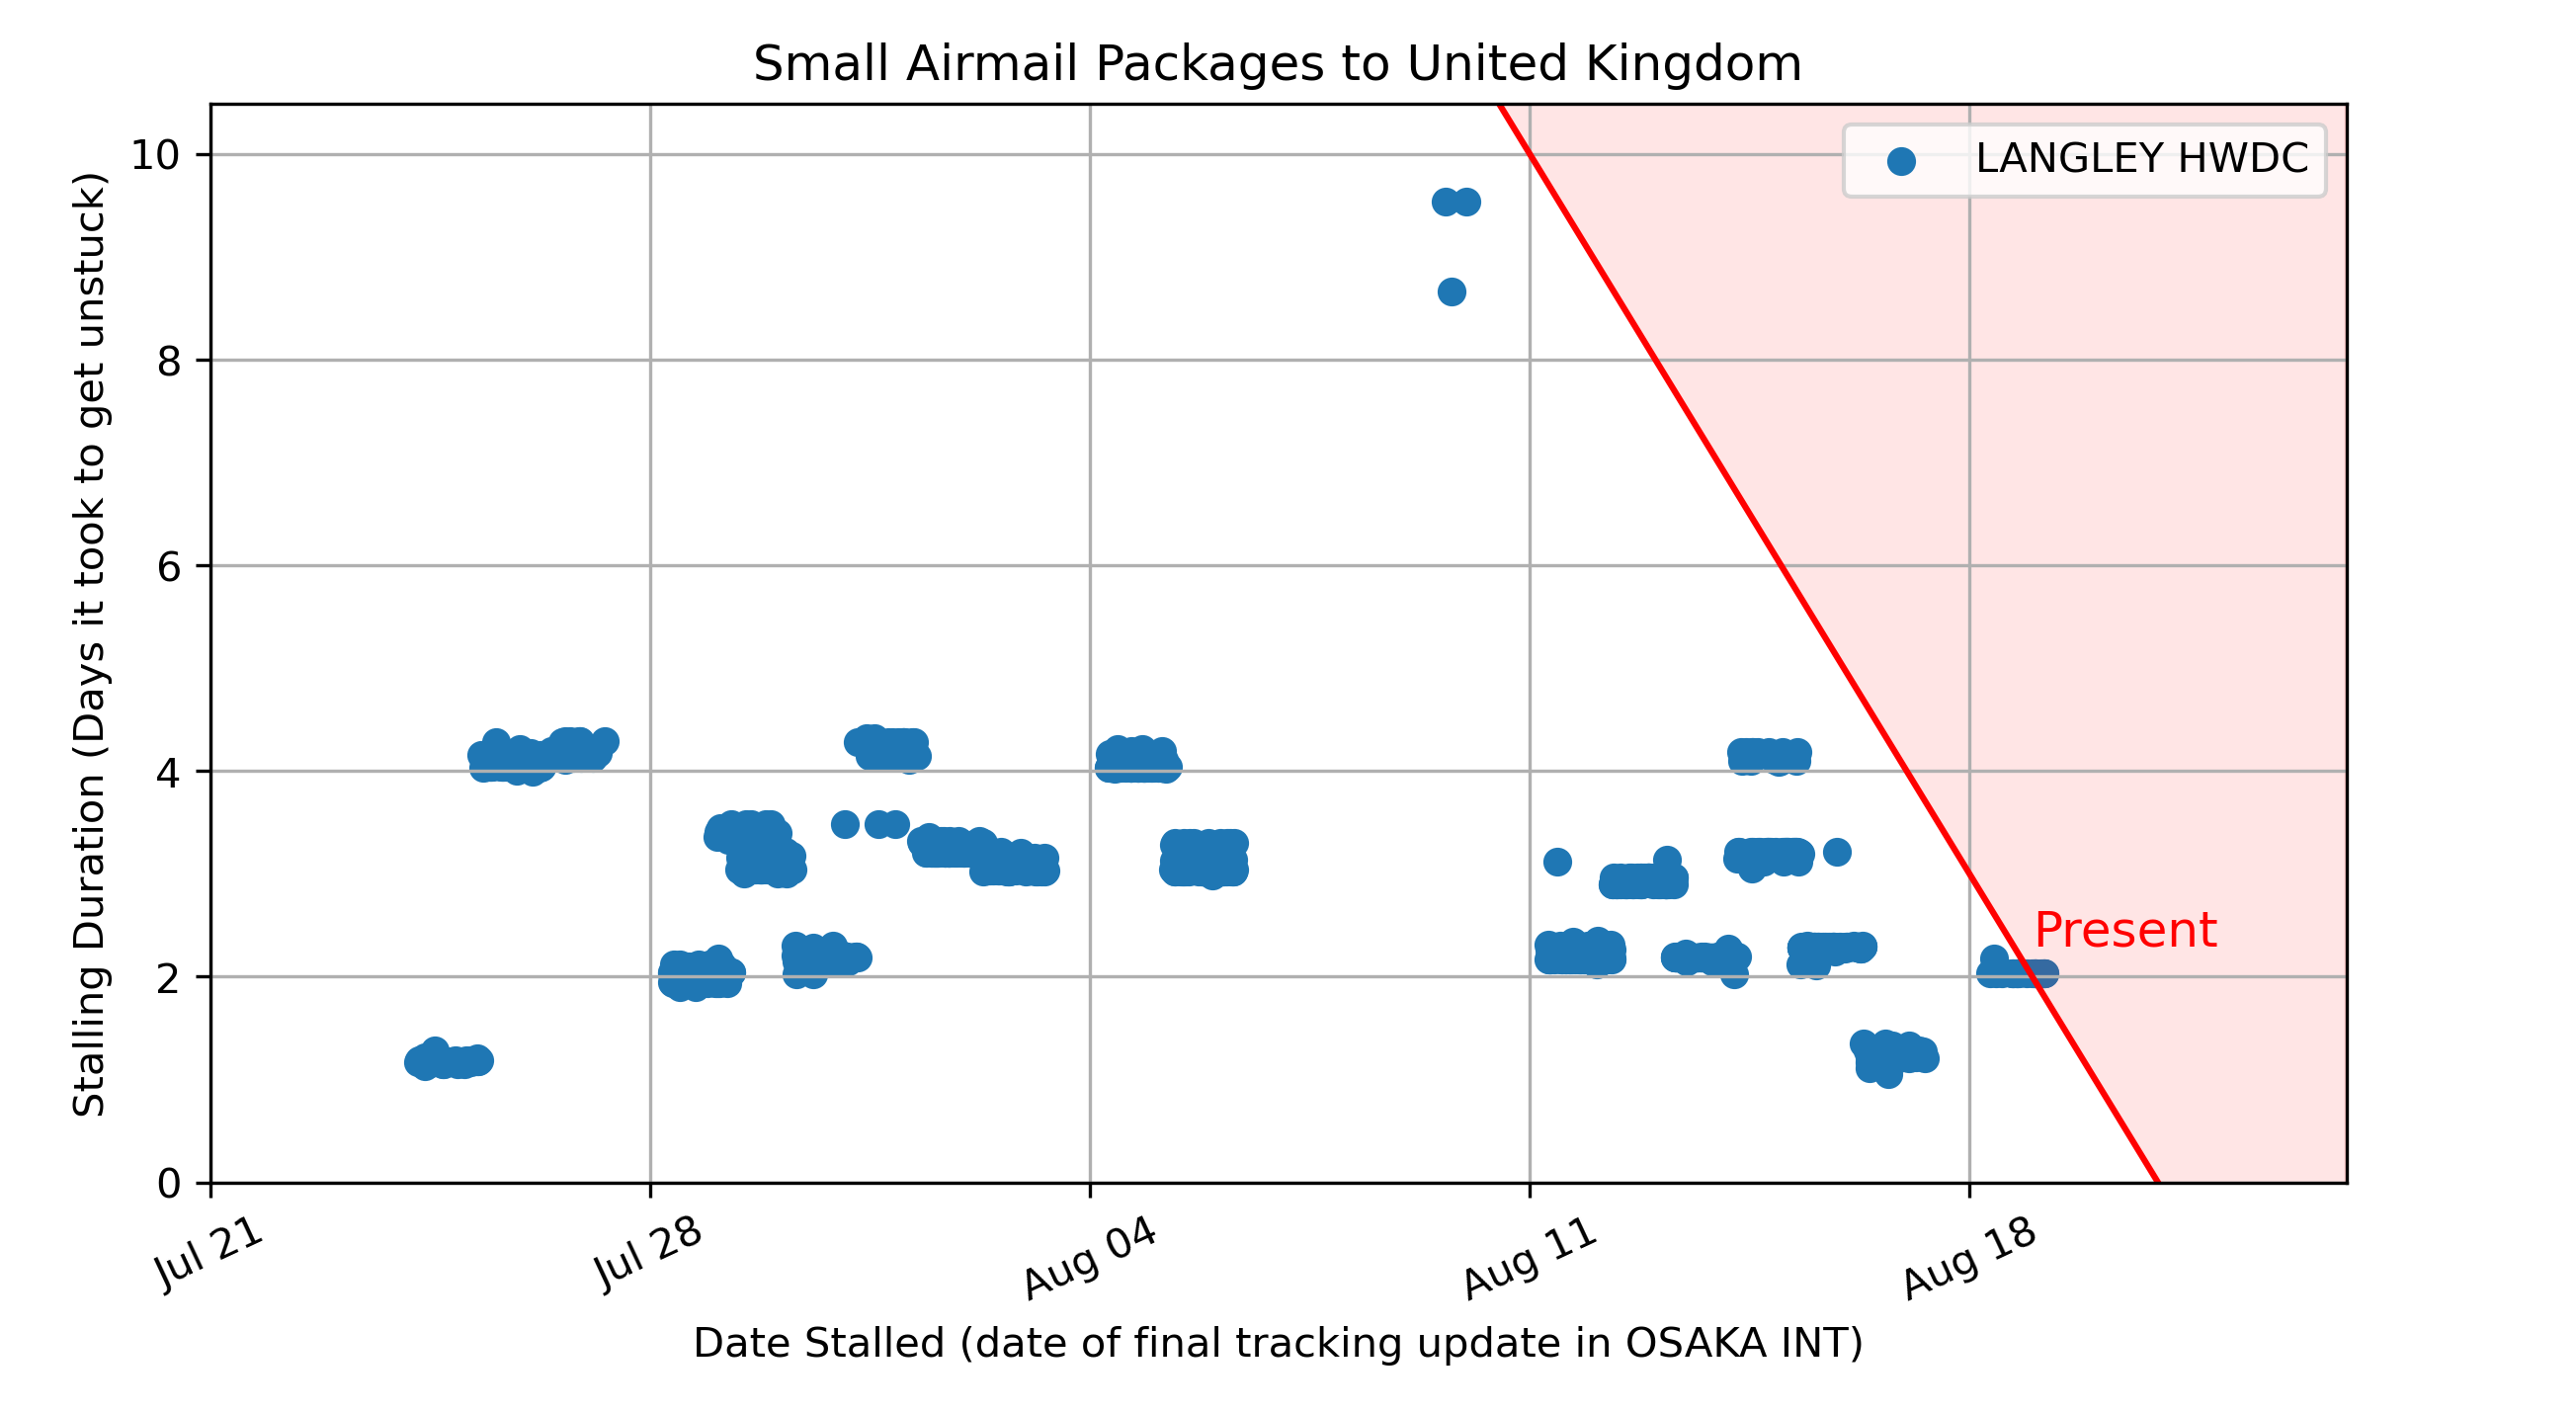 Small Airmail Packages to United Kingdom
LANGLEY HWDC
Stalling Duration (Days it took to get unstuck)
10
8
6
4
2
0
Present
Jul 21
Jul 28
Aug 04
Aug 11
Aug 18
Date Stalled (date of final tracking update in OSAKA INT)